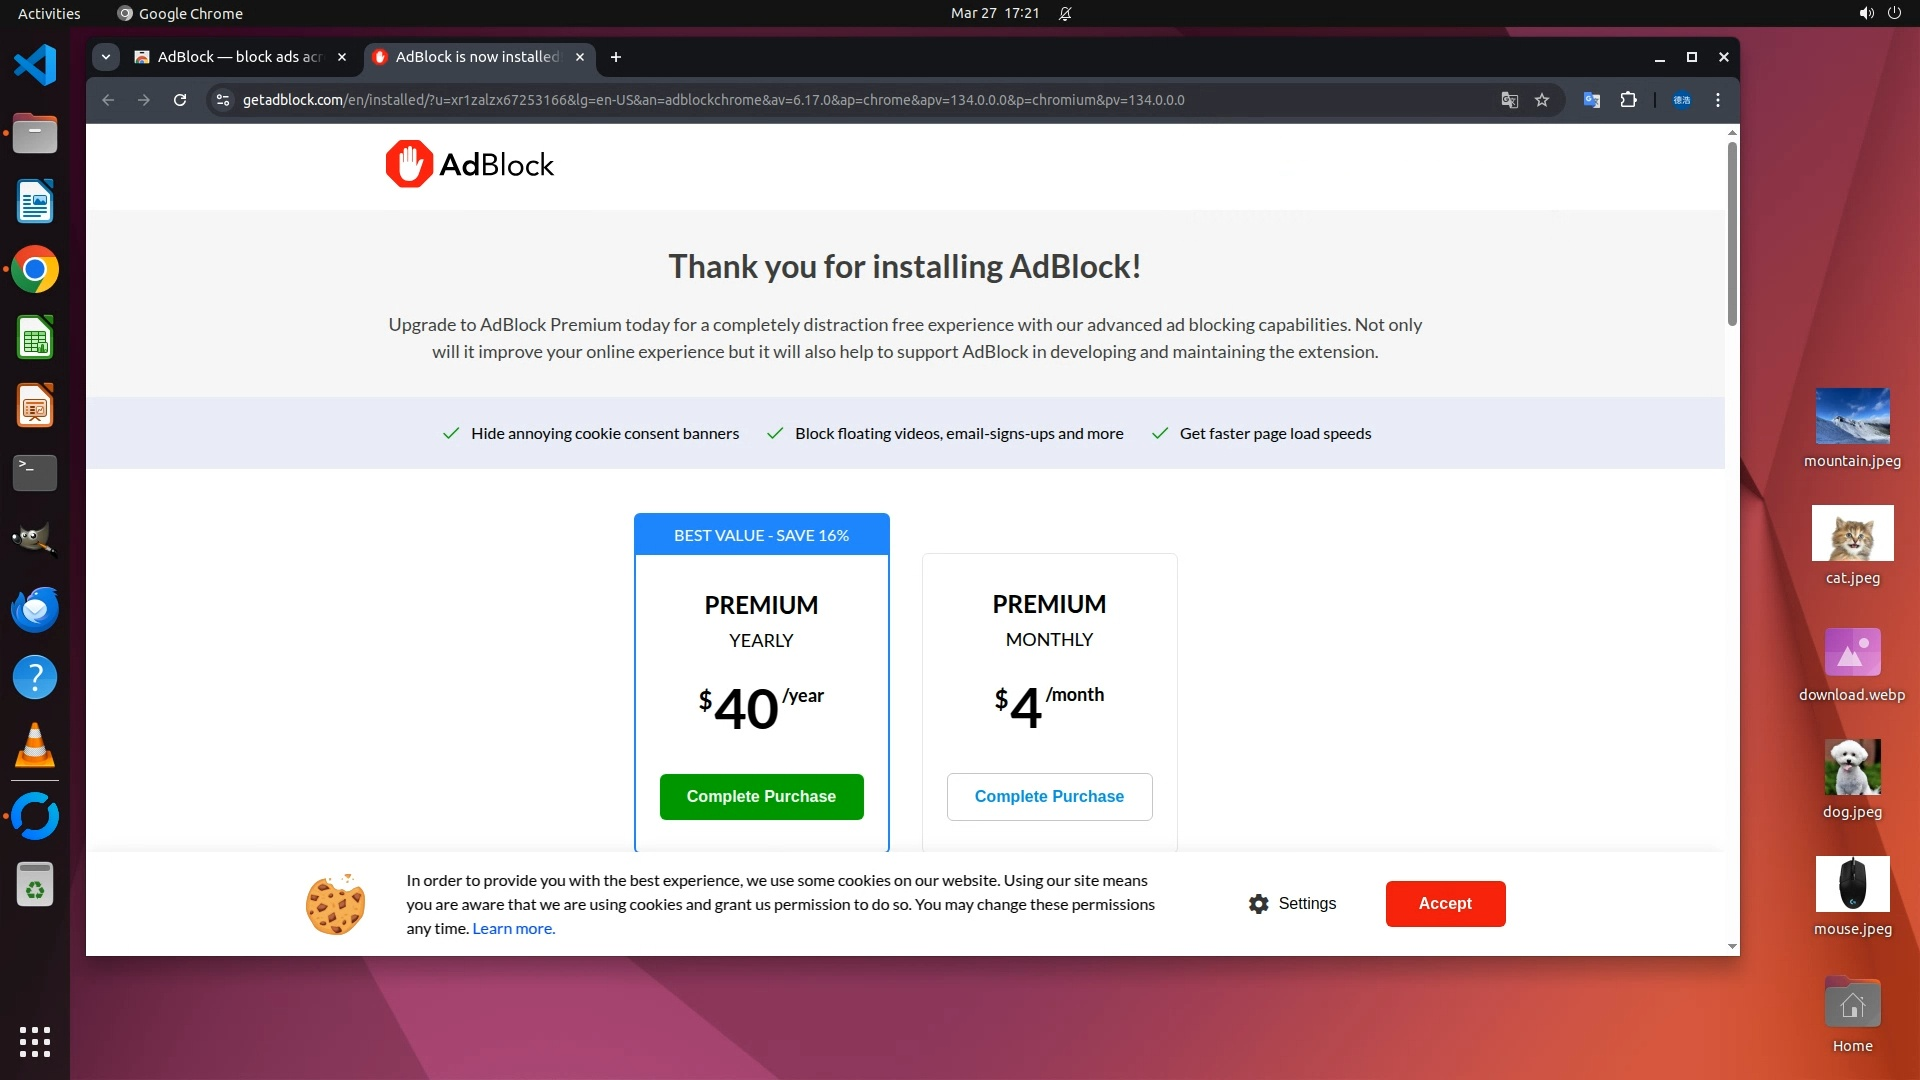 Activities
Google Chrome
Mar 27 17:21
AdBlock — block ads acr
AdBlock is now installed!
getadblock.com/en/installed/?u=xr1zalzx67253166&lg=en-US&an=adblockchrome&av=6.17.0&ap=chrome&apv=134.0.0.0&p=chromium&pv=134.0.0.0
德浩
AdBlock
Thank you for installing AdBlock!
Upgrade to AdBlock Premium today for a completely distraction free experience with our advanced ad blocking capabilities. Not only
will it improve your online experience but it will also help to support AdBlock in developing and maintaining the extension.
Hide annoying cookie consent banners
Block floating videos, email-signs-ups and more
Get faster page load speeds
BEST VALUE - SAVE 16%
PREMIUM
YEARLY
$40/year
Complete Purchase
PREMIUM
MONTHLY
$4/month
Complete Purchase
In order to provide you with the best experience, we use some cookies on our website. Using our site means
you are aware that we are using cookies and grant us permission to do so. You may change these permissions
any time. Learn more.
Settings
Accept
mountain.jpeg
cat.jpeg
download.webp
dog.jpeg
mouse.jpeg
Home